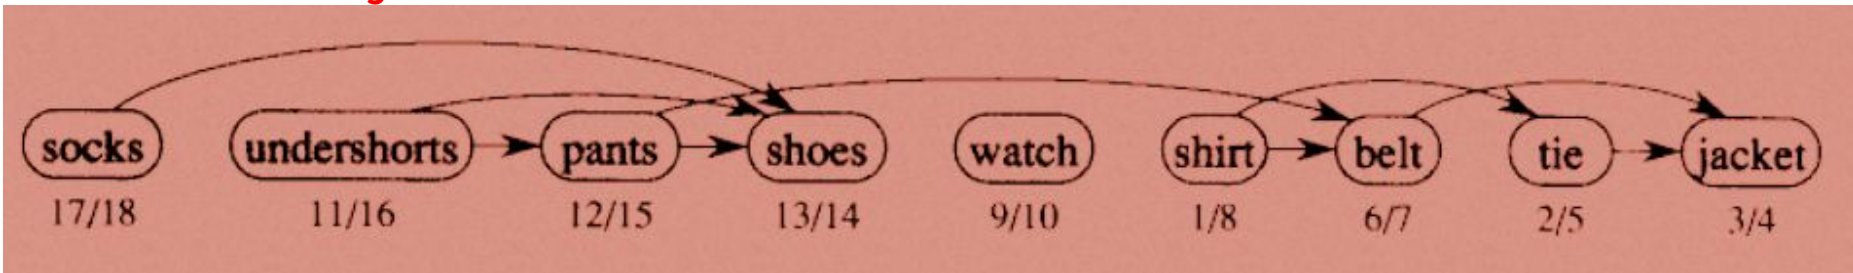 socks undershorts pants shoes watch shirt belt tie jacket
17/18 11/16 12/15 13/14 9/10 1/8 6/7 2/5 3/4